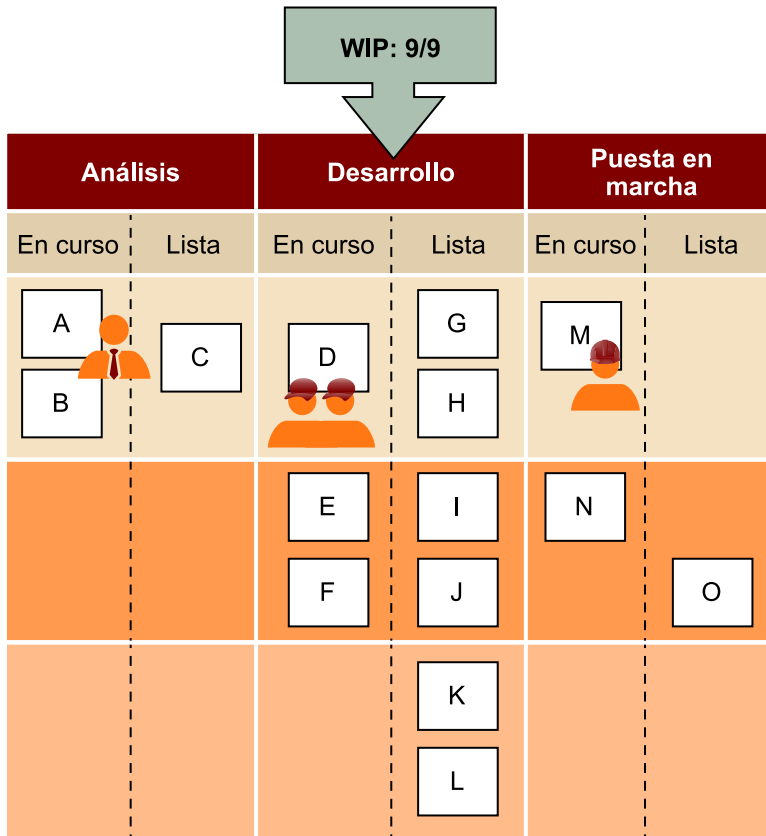 WIP: 9/9
Análisis
Desarrollo
Puesta en
marcha
En curso
Lista
En curso
Lista
En curso
Lista
A
B
C
D
G
H
M
E
F
I
J
N
O
K
L